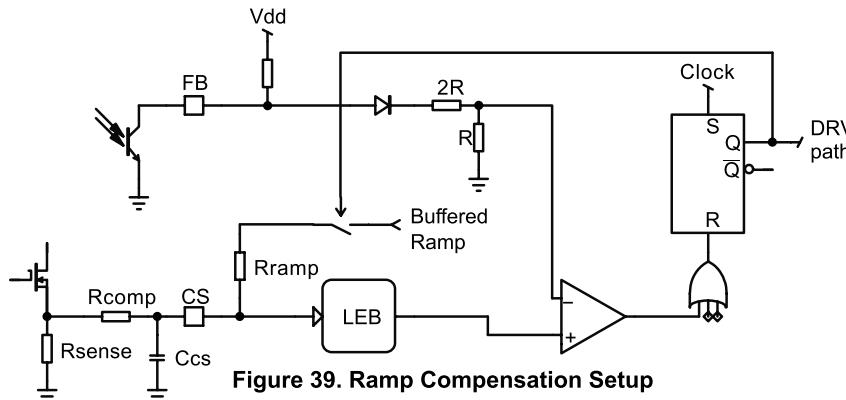 Vdd
FB
2R
R
Clock
S
Q
Q
R
DRV
path
Buffered
Ramp
Rramp
Rcomp
CS
LEB
Rsense
Ccs
−
+
Figure 39. Ramp Compensation Setup